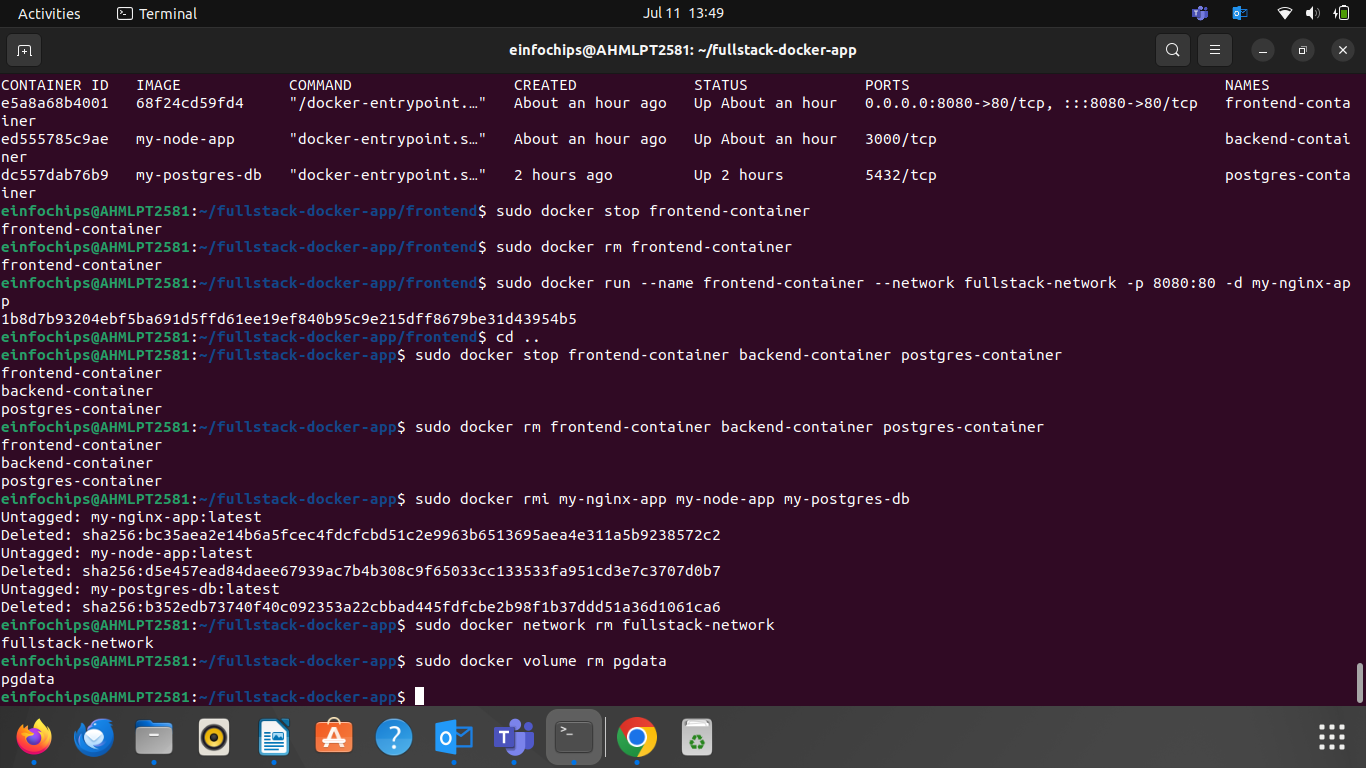 Activities Terminal Jul 11 13:49
einfochips@AHMLPT2581: ~/fullstack-docker-app
CONTAINER ID IMAGE COMMAND CREATED STATUS PORTS NAMES
e5a8a68b4001 68f24cd59fd4 "/docker-entrypoint.…" About an hour ago Up About an hour 0.0.0.0:8080->80/tcp, :::8080->80/tcp frontend-conta
iner
ed555785c9ae my-node-app "docker-entrypoint.s…" About an hour ago Up About an hour 3000/tcp backend-contai
ner
dc557dab76b9 my-postgres-db "docker-entrypoint.s…" 2 hours ago Up 2 hours 5432/tcp postgres-conta
iner
einfochips@AHMLPT2581:~/fullstack-docker-app/frontend$ sudo docker stop frontend-container
frontend-container
einfochips@AHMLPT2581:~/fullstack-docker-app/frontend$ sudo docker rm frontend-container
frontend-container
einfochips@AHMLPT2581:~/fullstack-docker-app/frontend$ sudo docker run --name frontend-container --network fullstack-network -p 8080:80 -d my-nginx-ap
p
1b8d7b93204ebf5ba691d5ffd61ee19ef840b95c9e215dff8679be31d43954b5
einfochips@AHMLPT2581:~/fullstack-docker-app/frontend$ cd ..
einfochips@AHMLPT2581:~/fullstack-docker-app$ sudo docker stop frontend-container backend-container postgres-container
frontend-container
backend-container
postgres-container
einfochips@AHMLPT2581:~/fullstack-docker-app$ sudo docker rm frontend-container backend-container postgres-container
frontend-container
backend-container
postgres-container
einfochips@AHMLPT2581:~/fullstack-docker-app$ sudo docker rmi my-nginx-app my-node-app my-postgres-db
Untagged: my-nginx-app:latest
Deleted: sha256:bc35aea2e14b6a5fcec4fdcfcbd51c2e9963b6513695aea4e311a5b9238572c2
Untagged: my-node-app:latest
Deleted: sha256:d5e457ead84daee67939ac7b4b308c9f65033cc133533fa951cd3e7c3707d0b7
Untagged: my-postgres-db:latest
Deleted: sha256:b352edb73740f40c092353a22cbbad445fdfcbe2b98f1b37ddd51a36d1061ca6
einfochips@AHMLPT2581:~/fullstack-docker-app$ sudo docker network rm fullstack-network
fullstack-network
einfochips@AHMLPT2581:~/fullstack-docker-app$ sudo docker volume rm pgdata
pgdata
einfochips@AHMLPT2581:~/fullstack-docker-app$